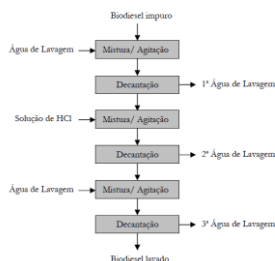 Biodiesel impuro
Água de Lavagem
Mistura/ Agitação
Decantação
1ª Água de Lavagem
Solução de HCl
Mistura/ Agitação
Decantação
2ª Água de Lavagem
Água de Lavagem
Mistura/ Agitação
Decantação
3ª Água de Lavagem
Biodiesel lavado